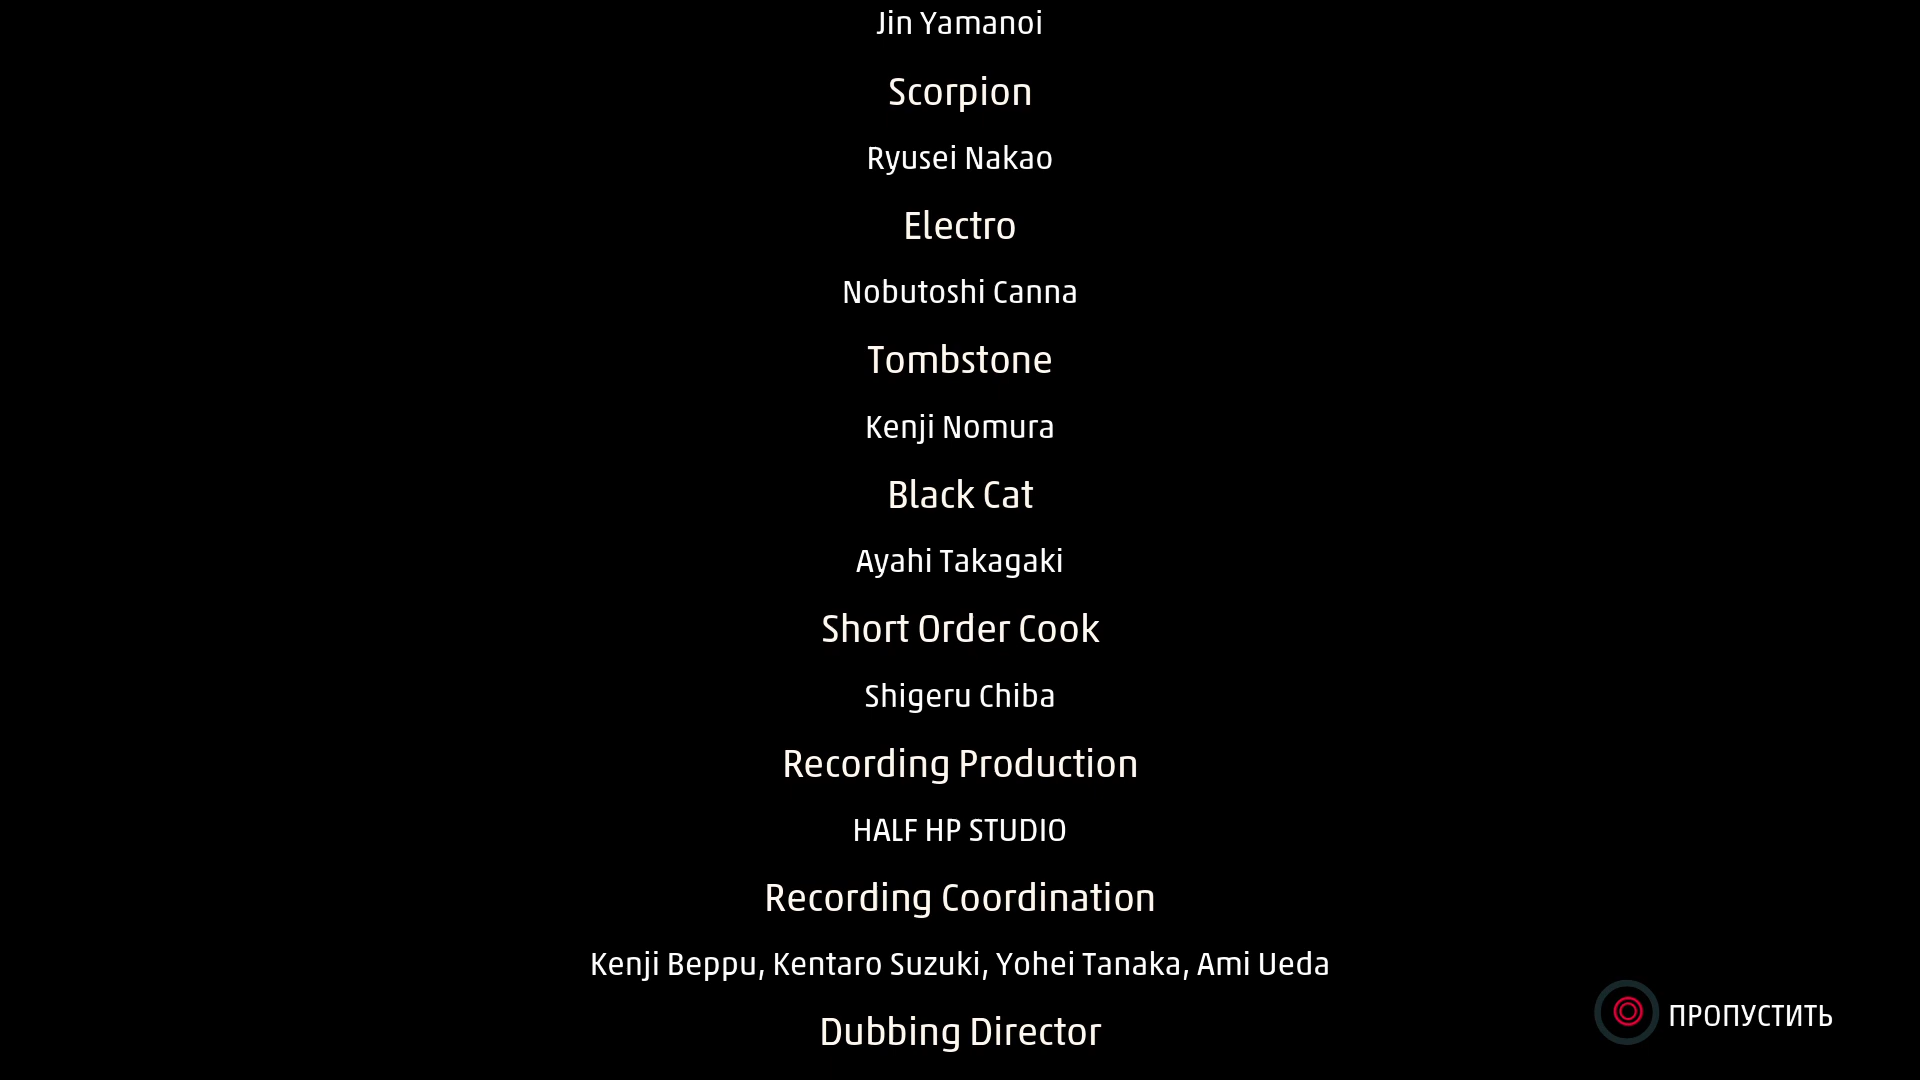 Jin Yamanoi
Scorpion
Ryusei Nakao
Electro
Nobutoshi Canna
Tombstone
Kenji Nomura
Black Cat
Ayahi Takagaki
Short Order Cook
Shigeru Chiba
Recording Production
HALF HP STUDIO
Recording Coordination
Kenji Beppu, Kentaro Suzuki, Yohei Tanaka, Ami Ueda
Dubbing Director
ПРОПУСТИТЬ